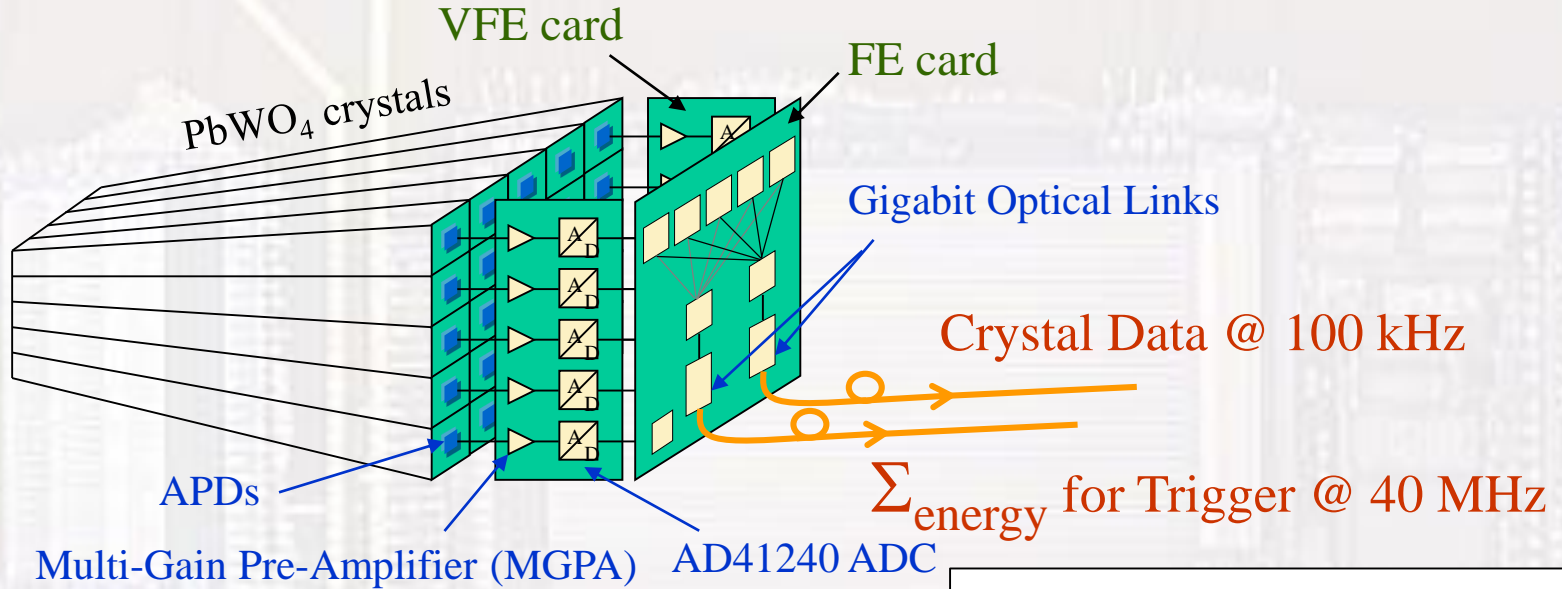 VFE card
FE card
PbWO₄ crystals
A
A
D
A
D
A
D
A
D
A
D
Gigabit Optical Links
Crystal Data @ 100 kHz
APDs
Σenergy for Trigger @ 40 MHz
Multi-Gain Pre-Amplifier (MGPA)
AD41240 ADC